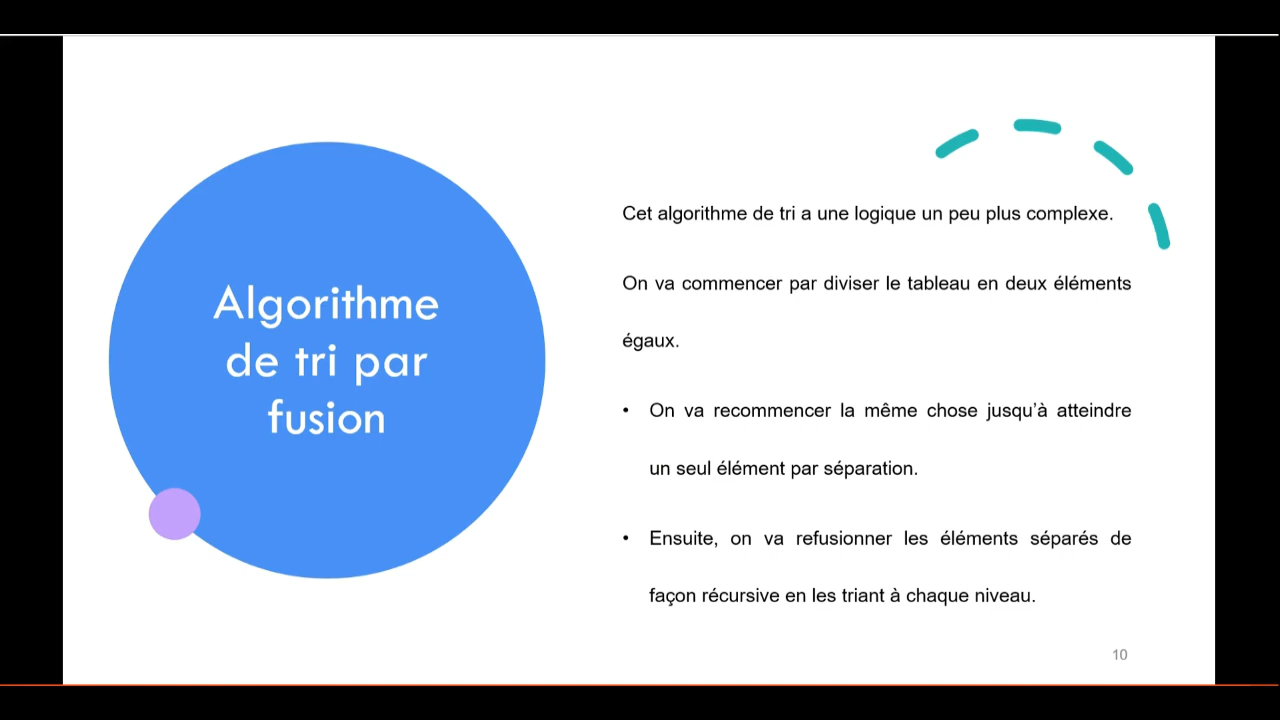 Algorithme
de tri par
fusion
Cet algorithme de tri a une logique un peu plus complexe.
On va commencer par diviser le tableau en deux éléments
égaux.
• On va recommencer la même chose jusqu’à atteindre
un seul élément par séparation.
• Ensuite, on va refusionner les éléments séparés de
façon récursive en les triant à chaque niveau.
10